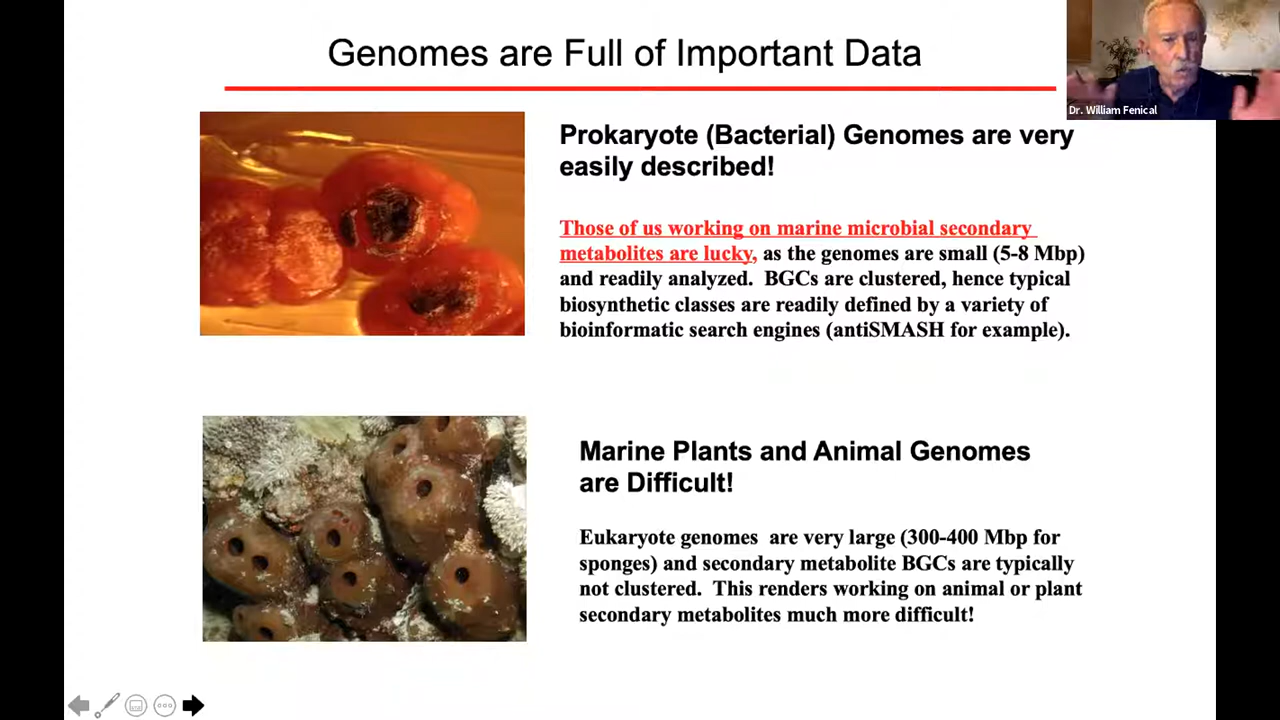 Genomes are Full of Important Data
Dr. William Fenical
Prokaryote (Bacterial) Genomes are very
easily described!
Those of us working on marine microbial secondary
metabolites are lucky, as the genomes are small (5-8 Mbp)
and readily analyzed.  BGCs are clustered, hence typical
biosynthetic classes are readily defined by a variety of
bioinformatic search engines (antiSMASH for example).
Marine Plants and Animal Genomes
are Difficult!
Eukaryote genomes  are very large (300-400 Mbp for
sponges) and secondary metabolite BGCs are typically
not clustered.  This renders working on animal or plant
secondary metabolites much more difficult!